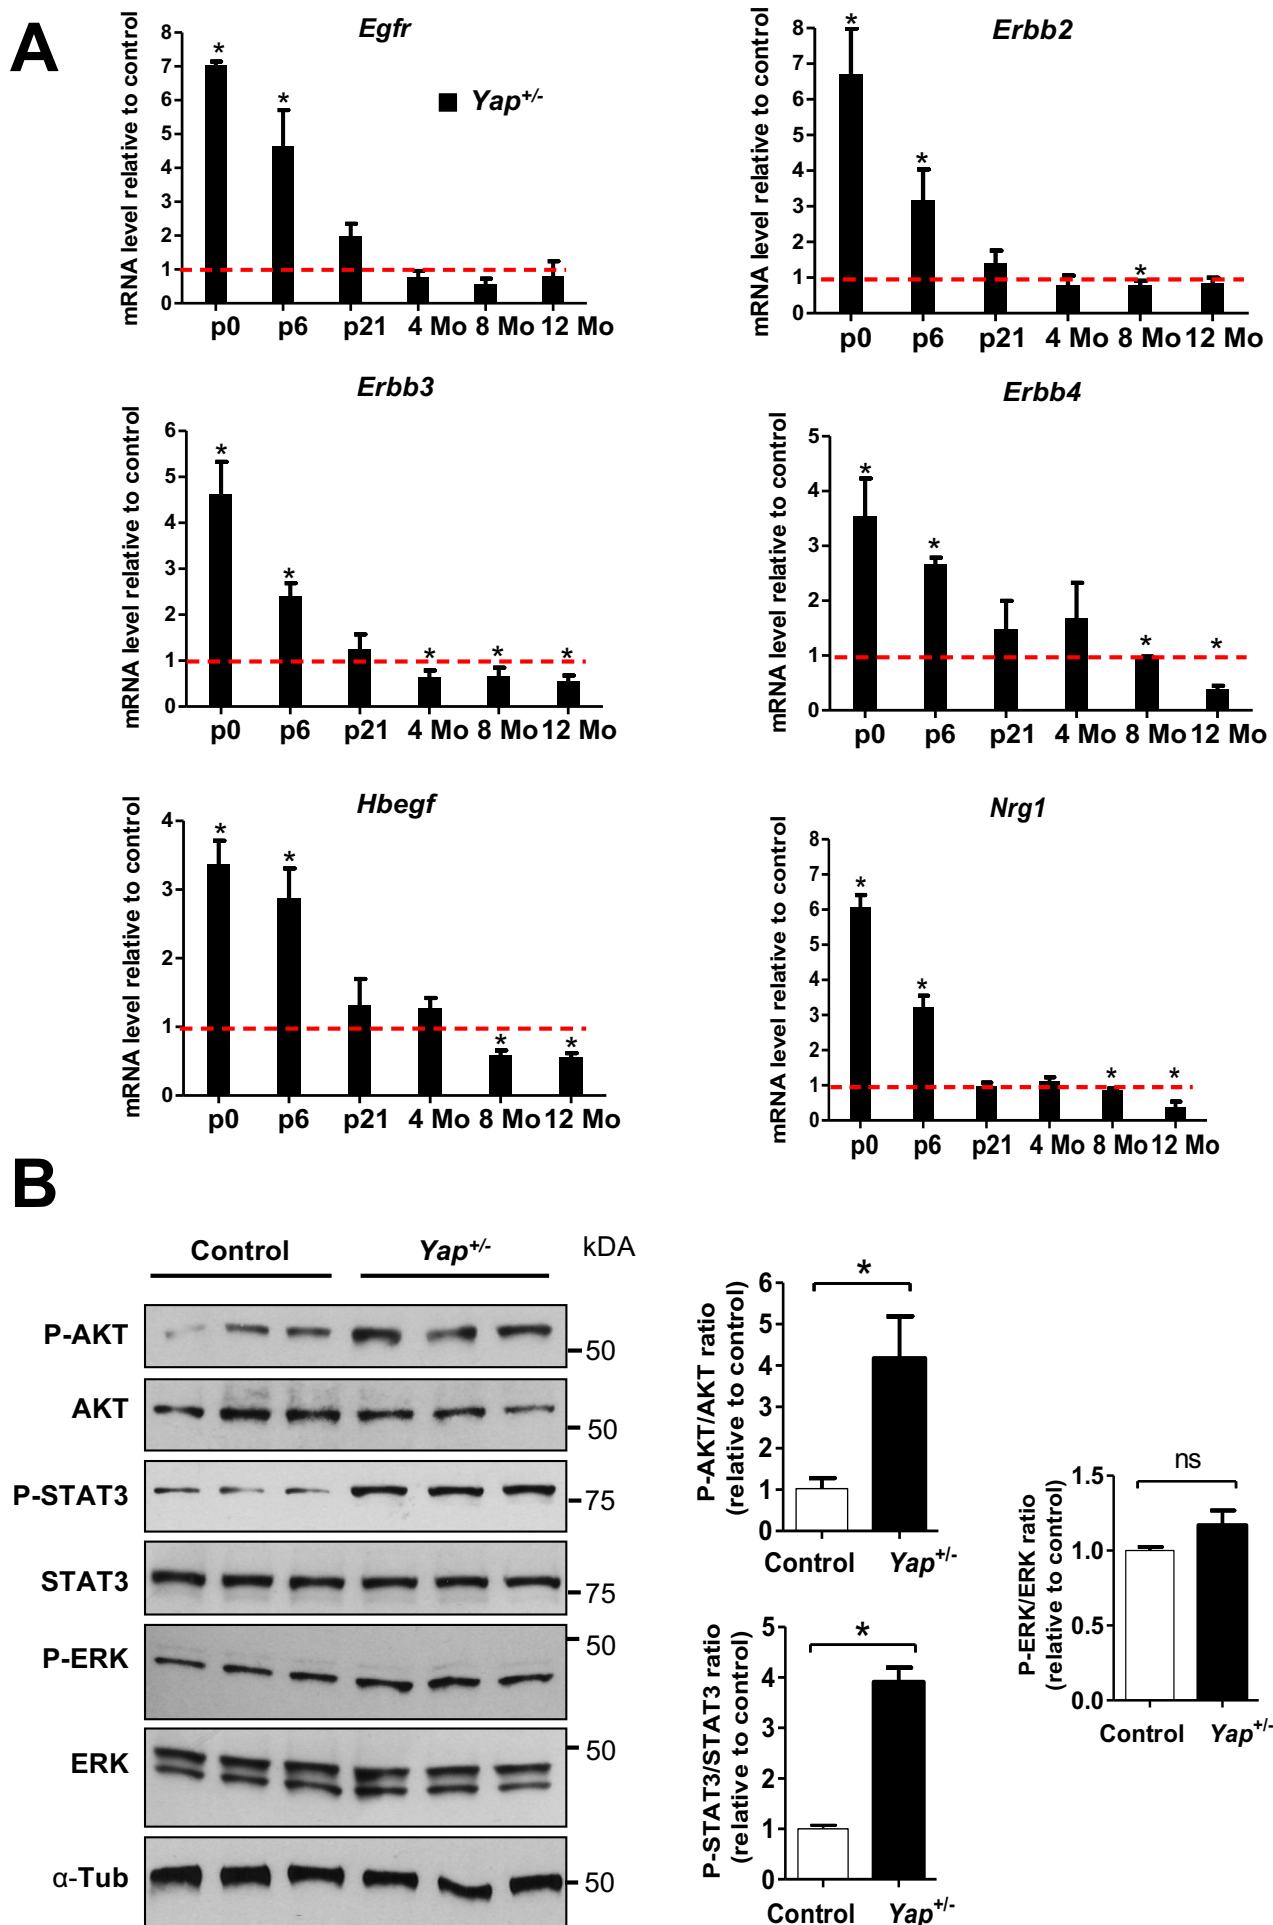 A
Egfr
mRNA level relative to control
8
7
6
5
4
3
2
1
0
*
*
Yap+/-
p0 p6 p21 4 Mo 8 Mo 12 Mo
Erbb2
mRNA level relative to control
8
7
6
5
4
3
2
1
0
*
*
*
p0 p6 p21 4 Mo 8 Mo 12 Mo
Erbb3
mRNA level relative to control
6
5
4
3
2
1
0
*
*
*
*
*
p0 p6 p21 4 Mo 8 Mo 12 Mo
Erbb4
mRNA level relative to control
5
4
3
2
1
0
*
*
*
*
p0 p6 p21 4 Mo 8 Mo 12 Mo
Hbegf
mRNA level relative to control
4
3
2
1
0
*
*
*
*
p0 p6 p21 4 Mo 8 Mo 12 Mo
Nrg1
mRNA level relative to control
8
7
6
5
4
3
2
1
0
*
*
*
*
p0 p6 p21 4 Mo 8 Mo 12 Mo
B
Control Yap+/- kDA
P-AKT 50
AKT 50
P-STAT3 75
STAT3 75
P-ERK 50
ERK 50
α-Tub 50
P-AKT/AKT ratio
(relative to control)
6
5
4
3
2
1
0
*
Control Yap+/-
P-STAT3/STAT3 ratio
(relative to control)
5
4
3
2
1
0
*
Control Yap+/-
P-ERK/ERK ratio
(relative to control)
1.5
1.0
0.5
0.0
ns
Control Yap+/-